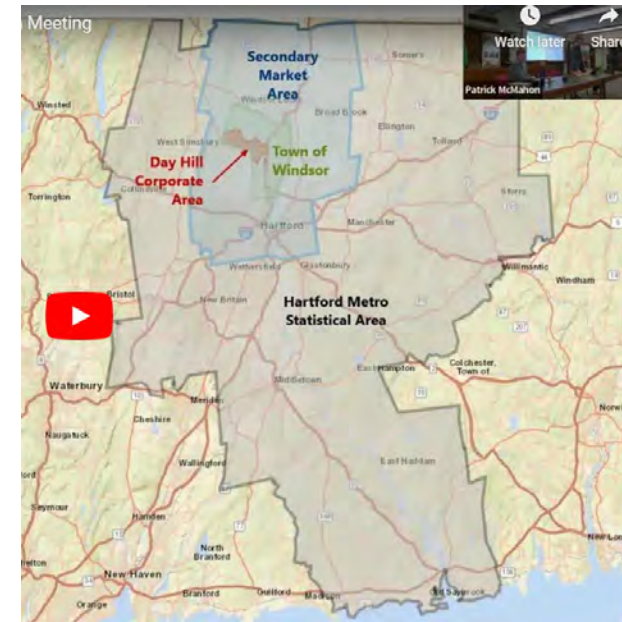 Meeting
Watch later
Share
Patrick McMahon
Secondary
Market
Area
Somers
Winsted
Broad Brook
Ellington
West Simsbury
Tolland
Day Hill
Corporate
Area
Town of
Windsor
Torrington
Storrs
Hartford
Manchester
Wethersfield
Glastonbury
Willimantic
Windham
Bristol
New Britain
Hartford Metro
Statistical Area
East Hampton
Colchester,
Town of
Waterbury
Middletown
Meriden
Cheshire
Norwi
Naugatuck
Wallingford
East Haddam
Seymour
Hamden
North
Branford
New Lon
helton
New Haven
Branford
Guilford
Madison
Old Saybrook
Orange